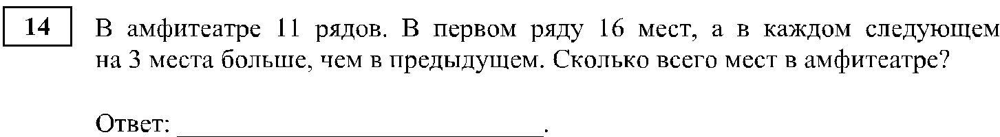 14
В амфитеатре 11 рядов. В первом ряду 16 мест, а в каждом следующем
на 3 места больше, чем в предыдущем. Сколько всего мест в амфитеатре?
Ответ: ___________________________.